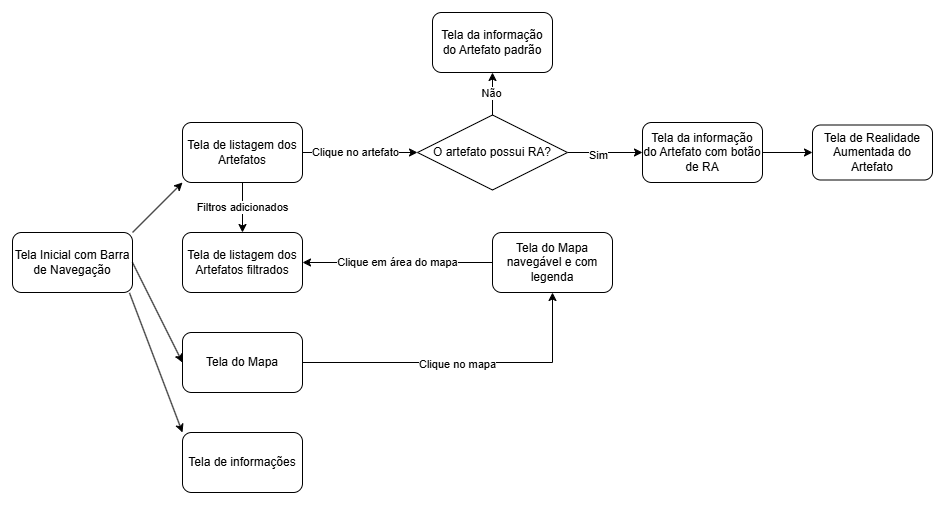 Tela da informação
do Artefato padrão
Não
Tela de listagem dos
Artefatos
Clique no artefato
O artefato possui RA?
Sim
Tela da informação
do Artefato com botão
de RA
Tela de Realidade
Aumentada do
Artefato
Filtros adicionados
Tela Inicial com Barra
de Navegação
Tela de listagem dos
Artefatos filtrados
Clique em área do mapa
Tela do Mapa
navegável e com
legenda
Tela do Mapa
Clique no mapa
Tela de informações